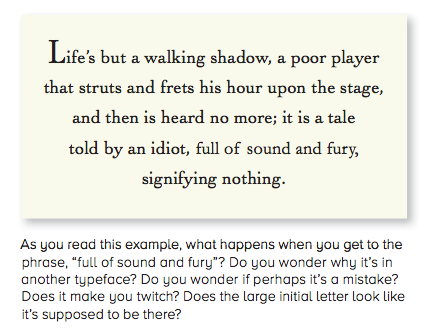 Life’s but a walking shadow, a poor player
that struts and frets his hour upon the stage,
and then is heard no more; it is a tale
told by an idiot, full of sound and fury,
signifying nothing.
As you read this example, what happens when you get to the
phrase, “full of sound and fury”? Do you wonder why it’s in
another typeface? Do you wonder if perhaps it’s a mistake?
Does it make you twitch? Does the large initial letter look like
it’s supposed to be there?